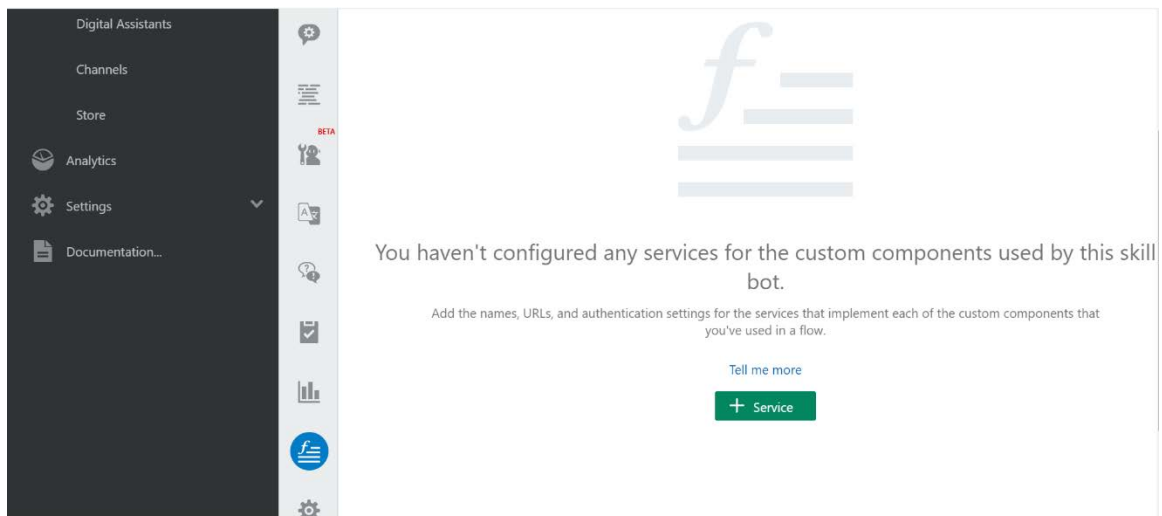 Digital Assistants
Channels
Store
Analytics
Settings
Documentation...
BETA
You haven't configured any services for the custom components used by this skill
bot.
Add the names, URLs, and authentication settings for the services that implement each of the custom components that
you've used in a flow.
Tell me more
+ Service